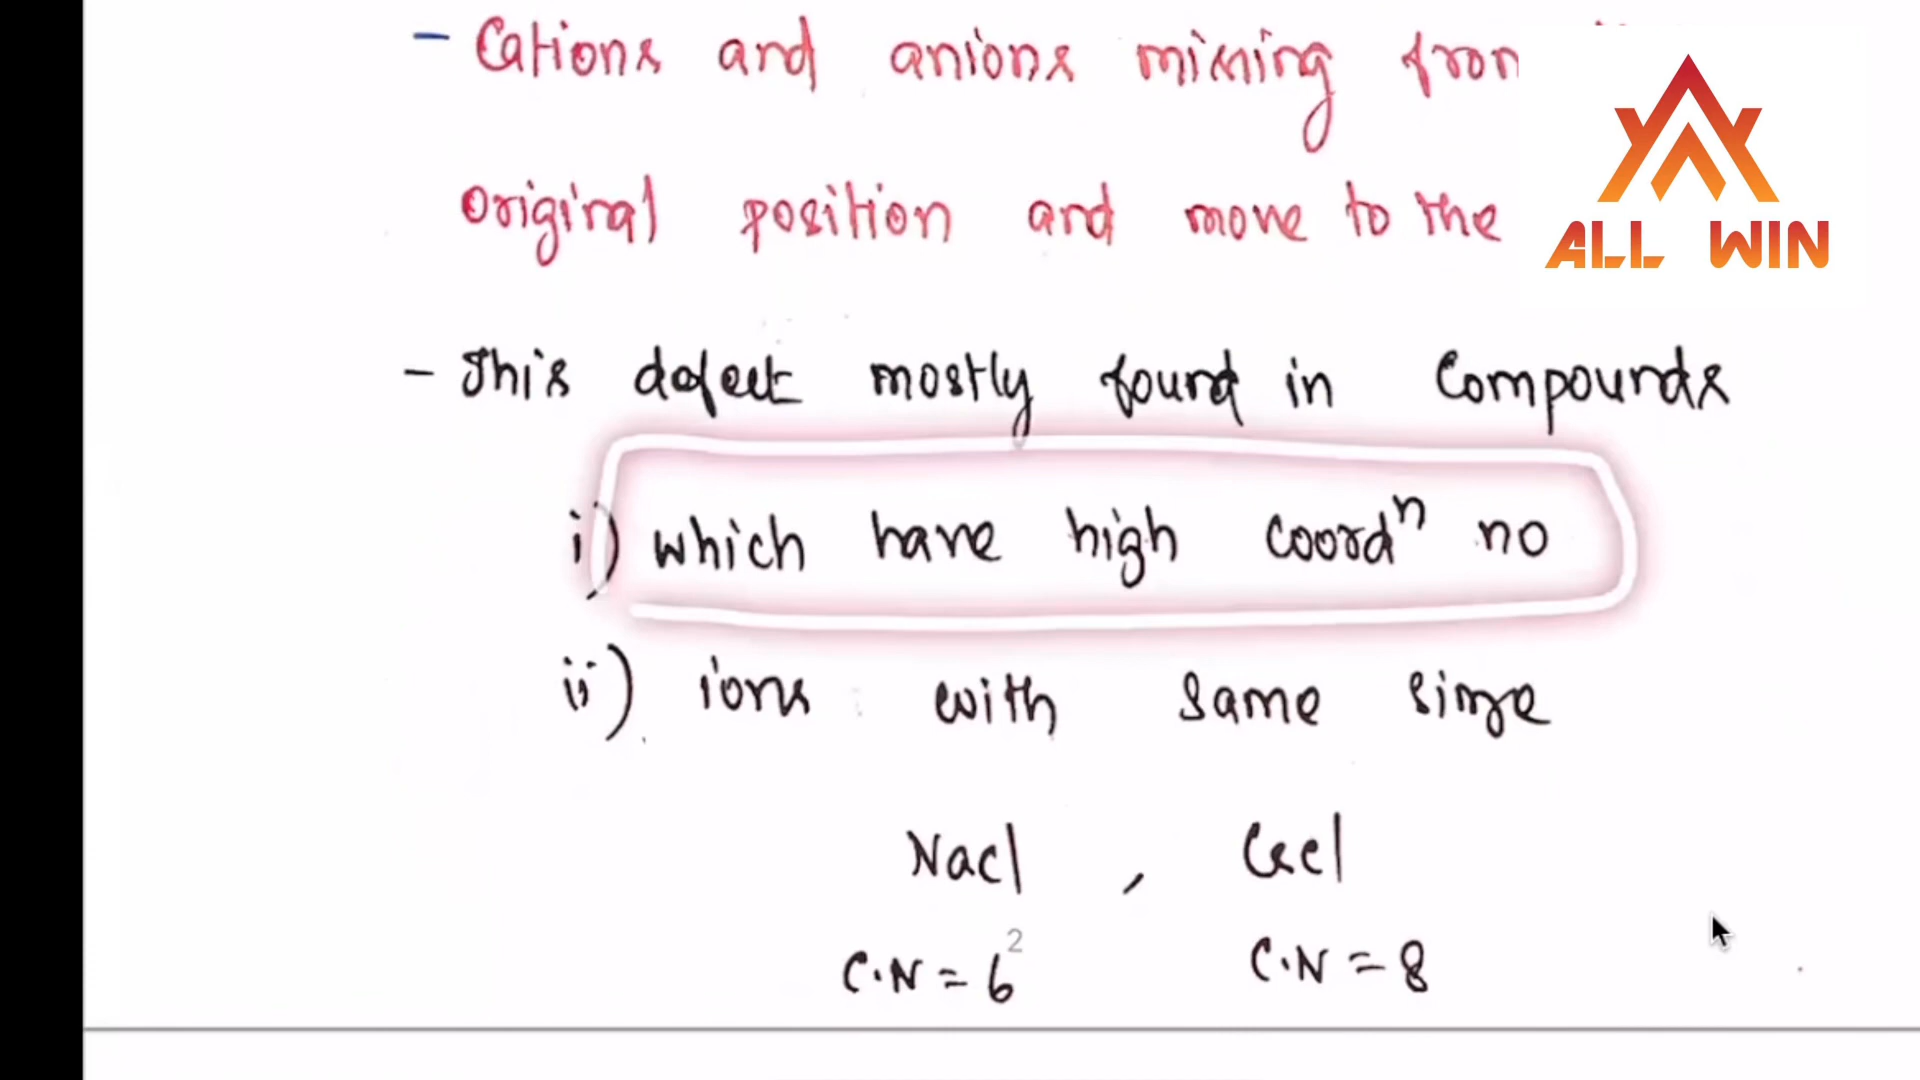 - Cations and anions missing from
original position and move to the
ALL WIN
- This defect mostly found in Compounds
i) which have high coordⁿ no
ii) ions with same size
Nacl , Cscl
C.N = 6 C.N = 8
2